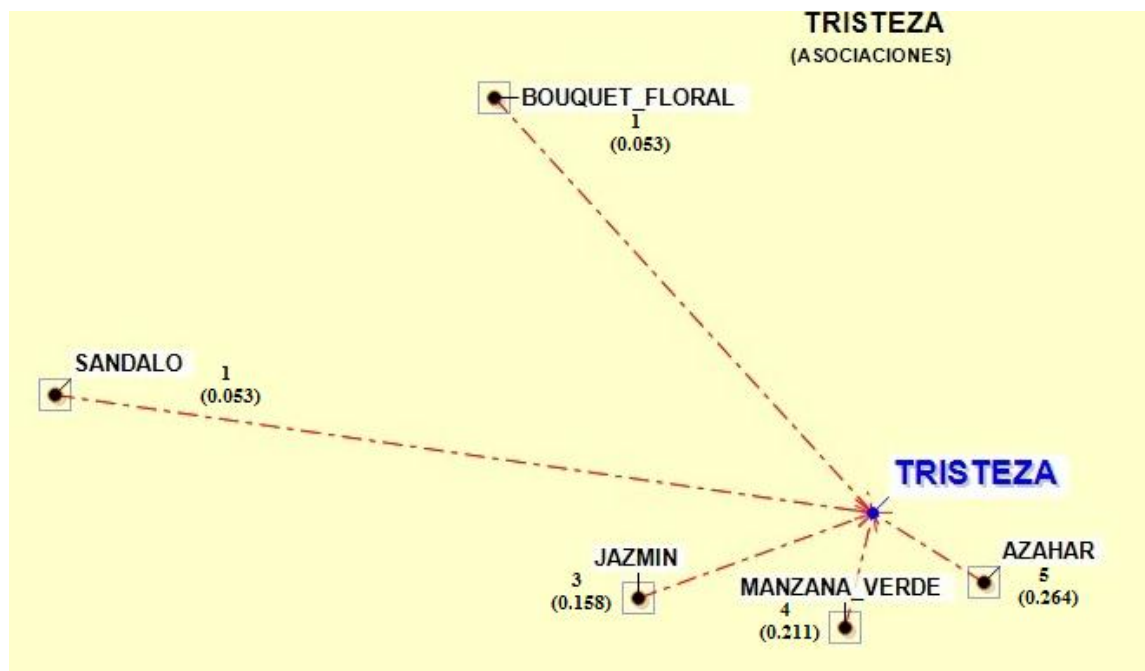 TRISTEZA
(ASOCIACIONES)
BOUQUET_FLORAL
1
(0.053)
SANDALO
1
(0.053)
TRISTEZA
JAZMIN
3
(0.158)
MANZANA_VERDE
4
(0.211)
AZAHAR
5
(0.264)